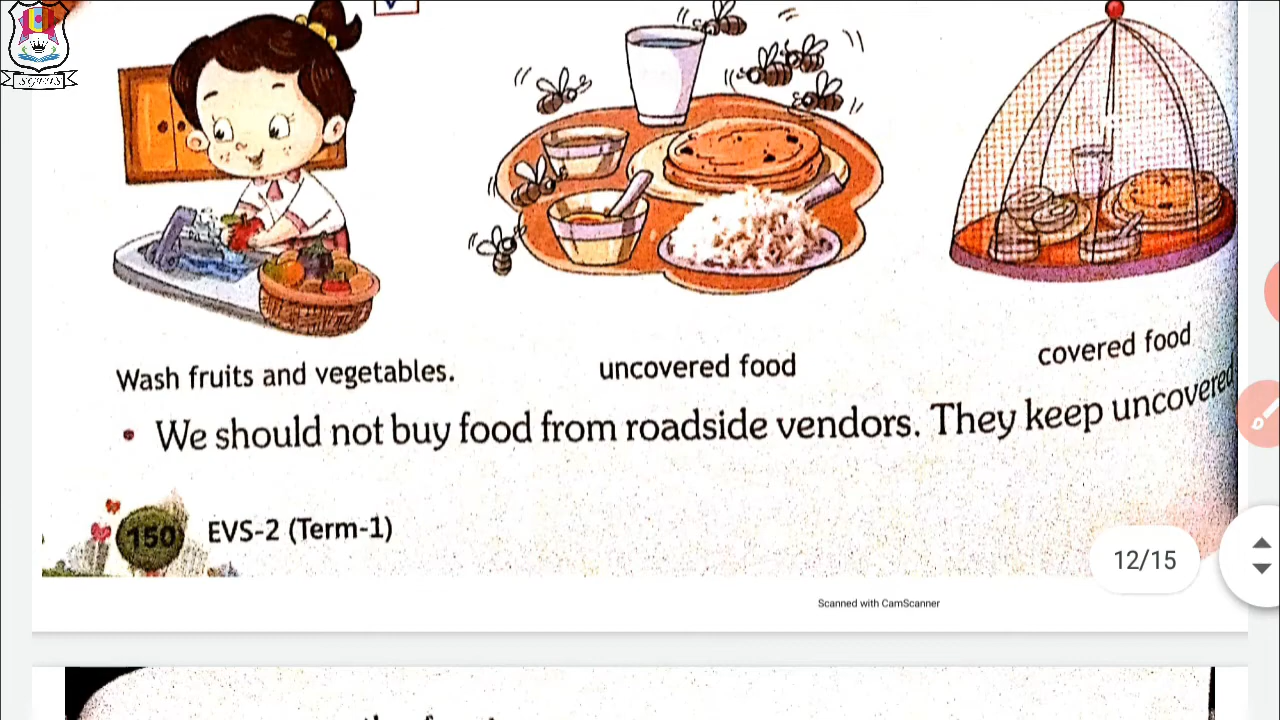 Wash fruits and vegetables.
uncovered food
covered food
• We should not buy food from roadside vendors. They keep uncovered
150 EVS-2 (Term-1)
12/15
Scanned with CamScanner